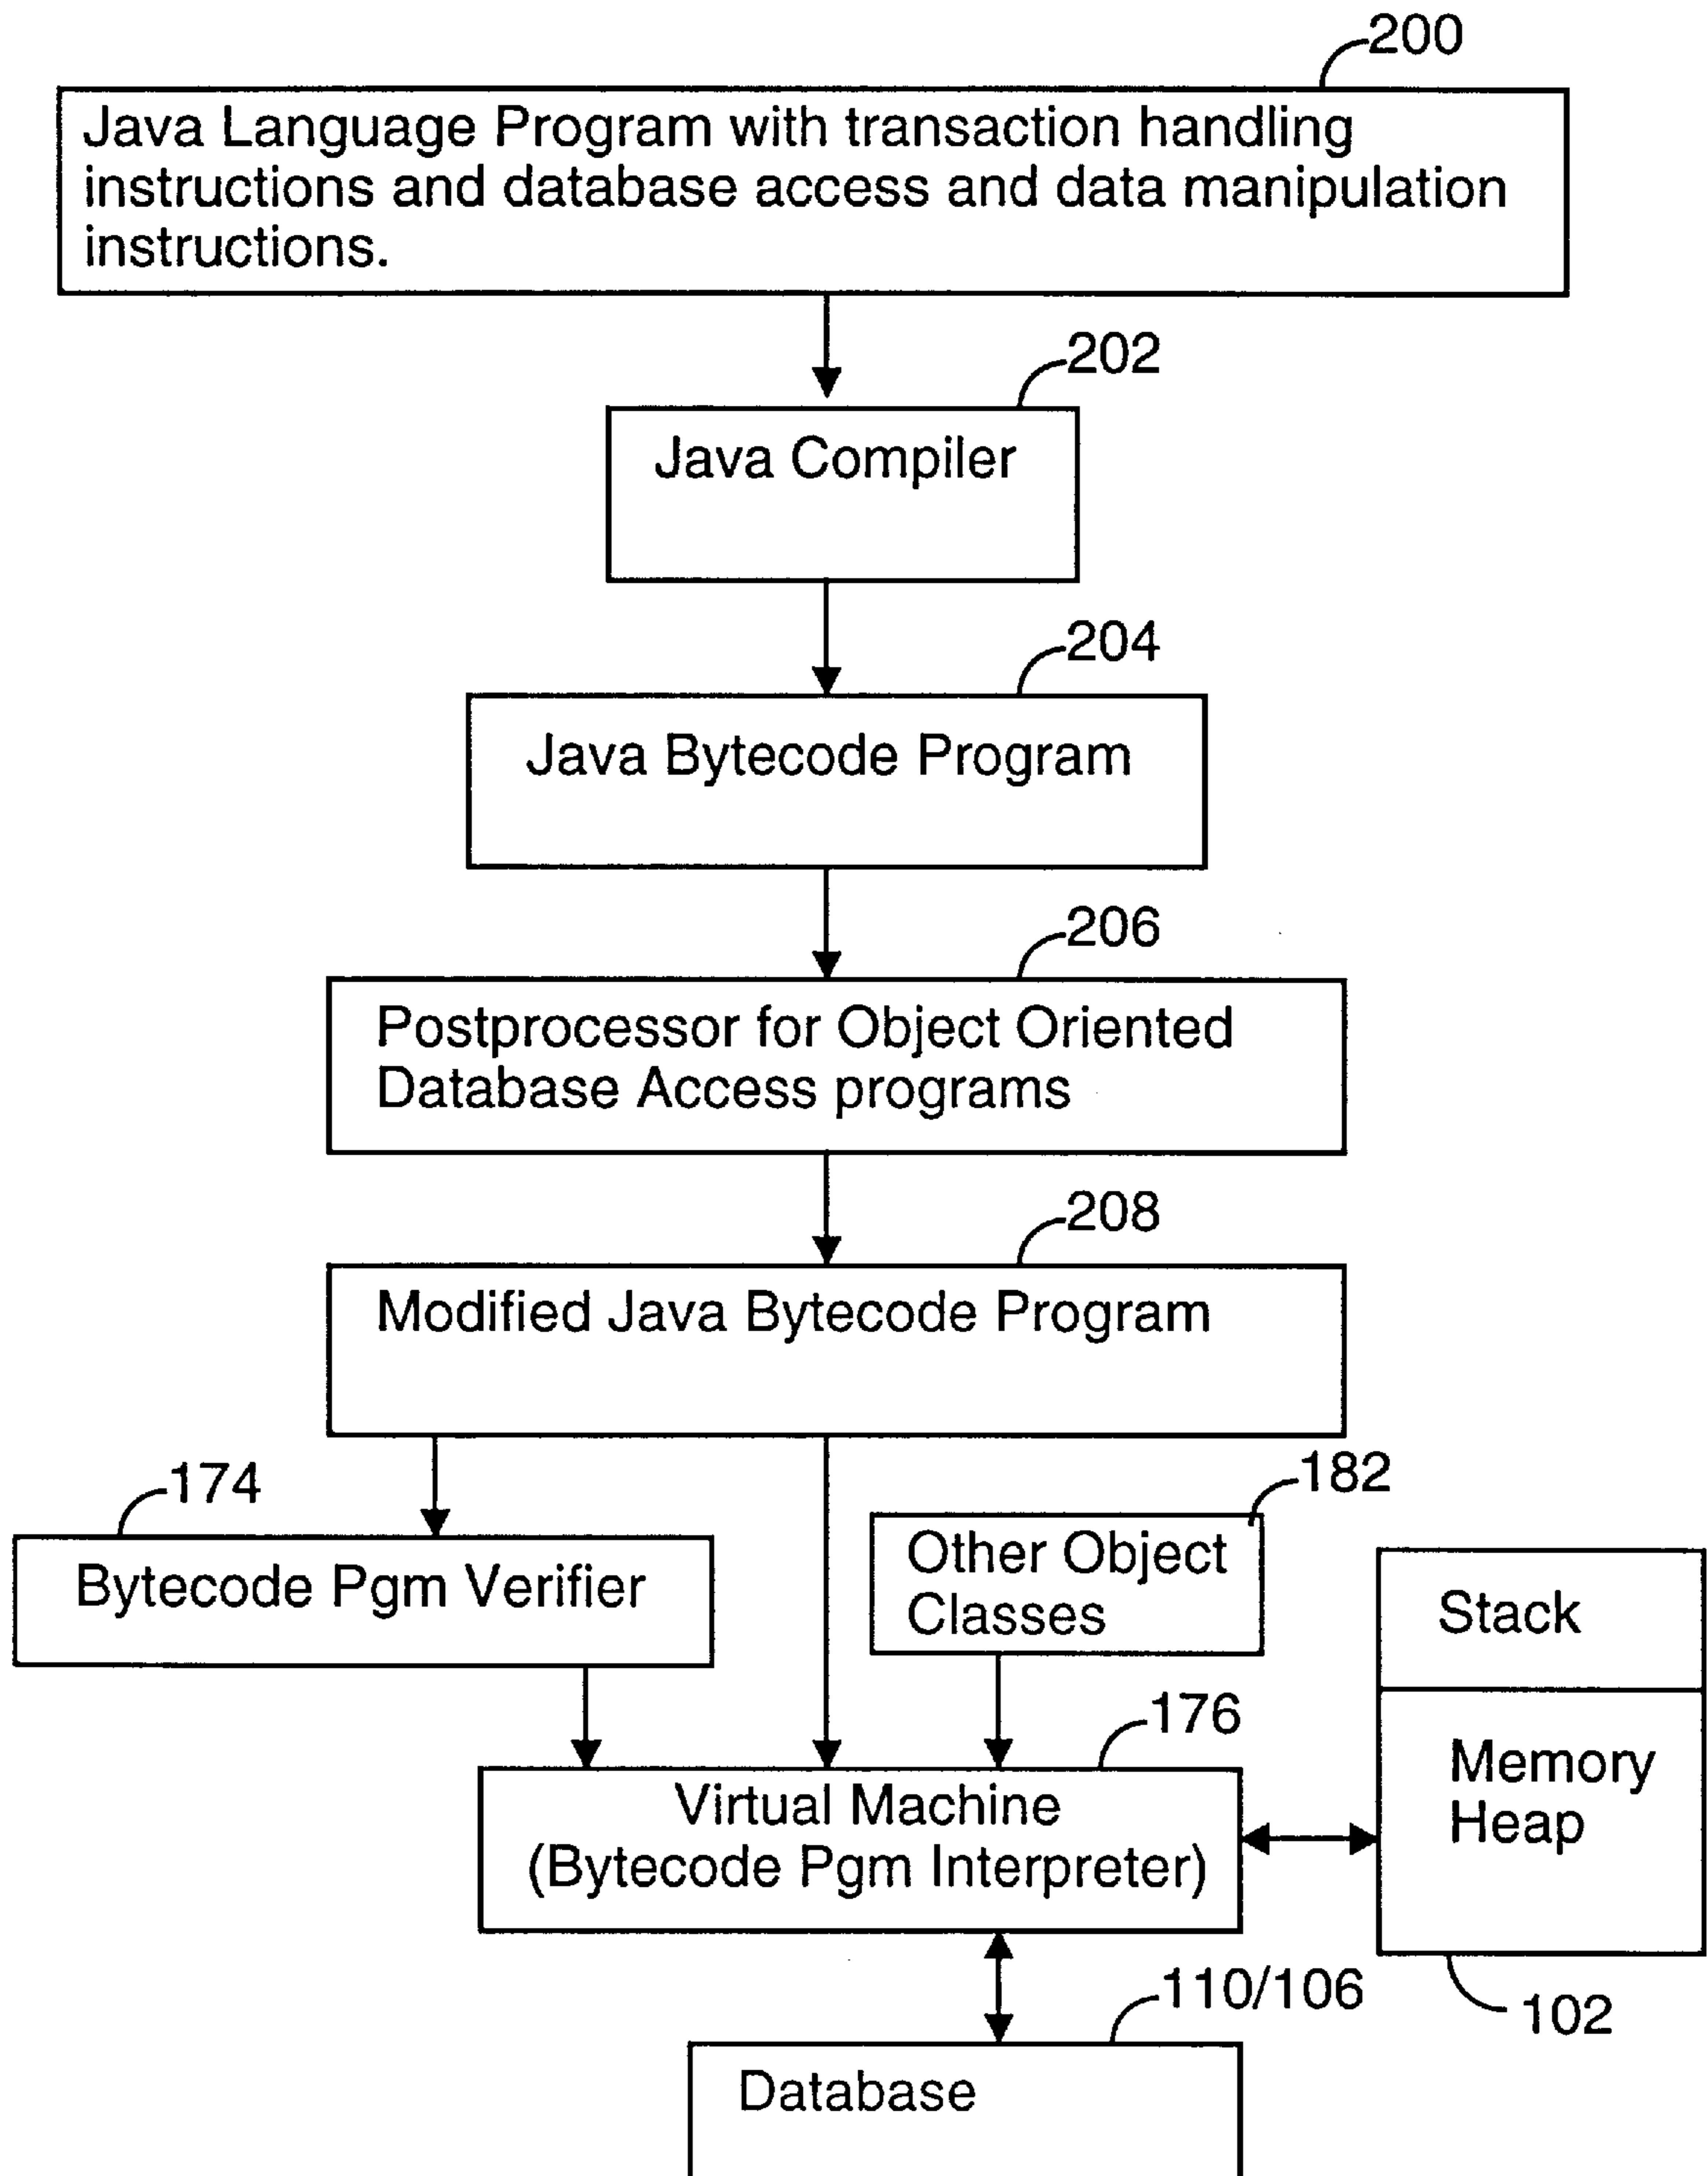 200
Java Language Program with transaction handling
instructions and database access and data manipulation
instructions.
202
Java Compiler
204
Java Bytecode Program
206
Postprocessor for Object Oriented
Database Access programs
208
Modified Java Bytecode Program
174
Bytecode Pgm Verifier
182
Other Object
Classes
Stack
176
Virtual Machine
(Bytecode Pgm Interpreter)
Memory
Heap
102
110/106
Database